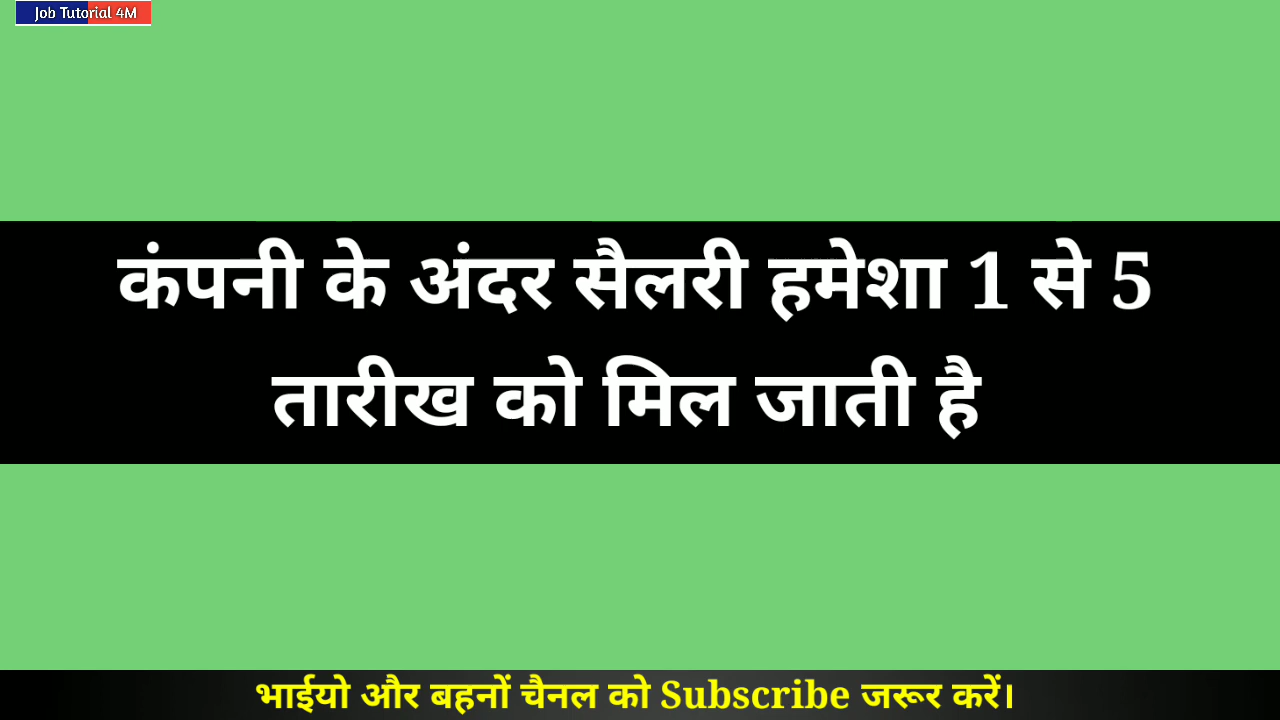 Job Tutorial 4M
कंपनी के अंदर सैलरी हमेशा 1 से 5
तारीख को मिल जाती है
भाईयो और बहनों चैनल को Subscribe जरूर करें।